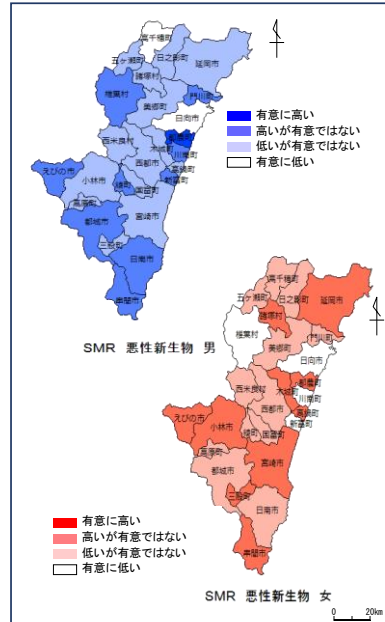 高千穂町
五ヶ瀬町
日之影町
延岡市
諸塚村
椎葉村
門川町
美郷町
日向市
有意に高い
高いが有意ではない
低いが有意ではない
有意に低い
都農町
西米良村
木城町
川南町
西都市
高鍋町
えびの市
小林市
綾町
新富町
国富町
高原町
宮崎市
都城市
三股町
日南市
串間市
SMR 悪性新生物 男
高千穂町
五ヶ瀬町
日之影町
延岡市
諸塚村
椎葉村
門川町
美郷町
日向市
西米良村
木城町
都農町
川南町
西都市
高鍋町
えびの市
新富町
小林市
綾町
国富町
高原町
宮崎市
都城市
三股町
日南市
串間市
有意に高い
高いが有意ではない
低いが有意ではない
有意に低い
SMR 悪性新生物 女
0 20km